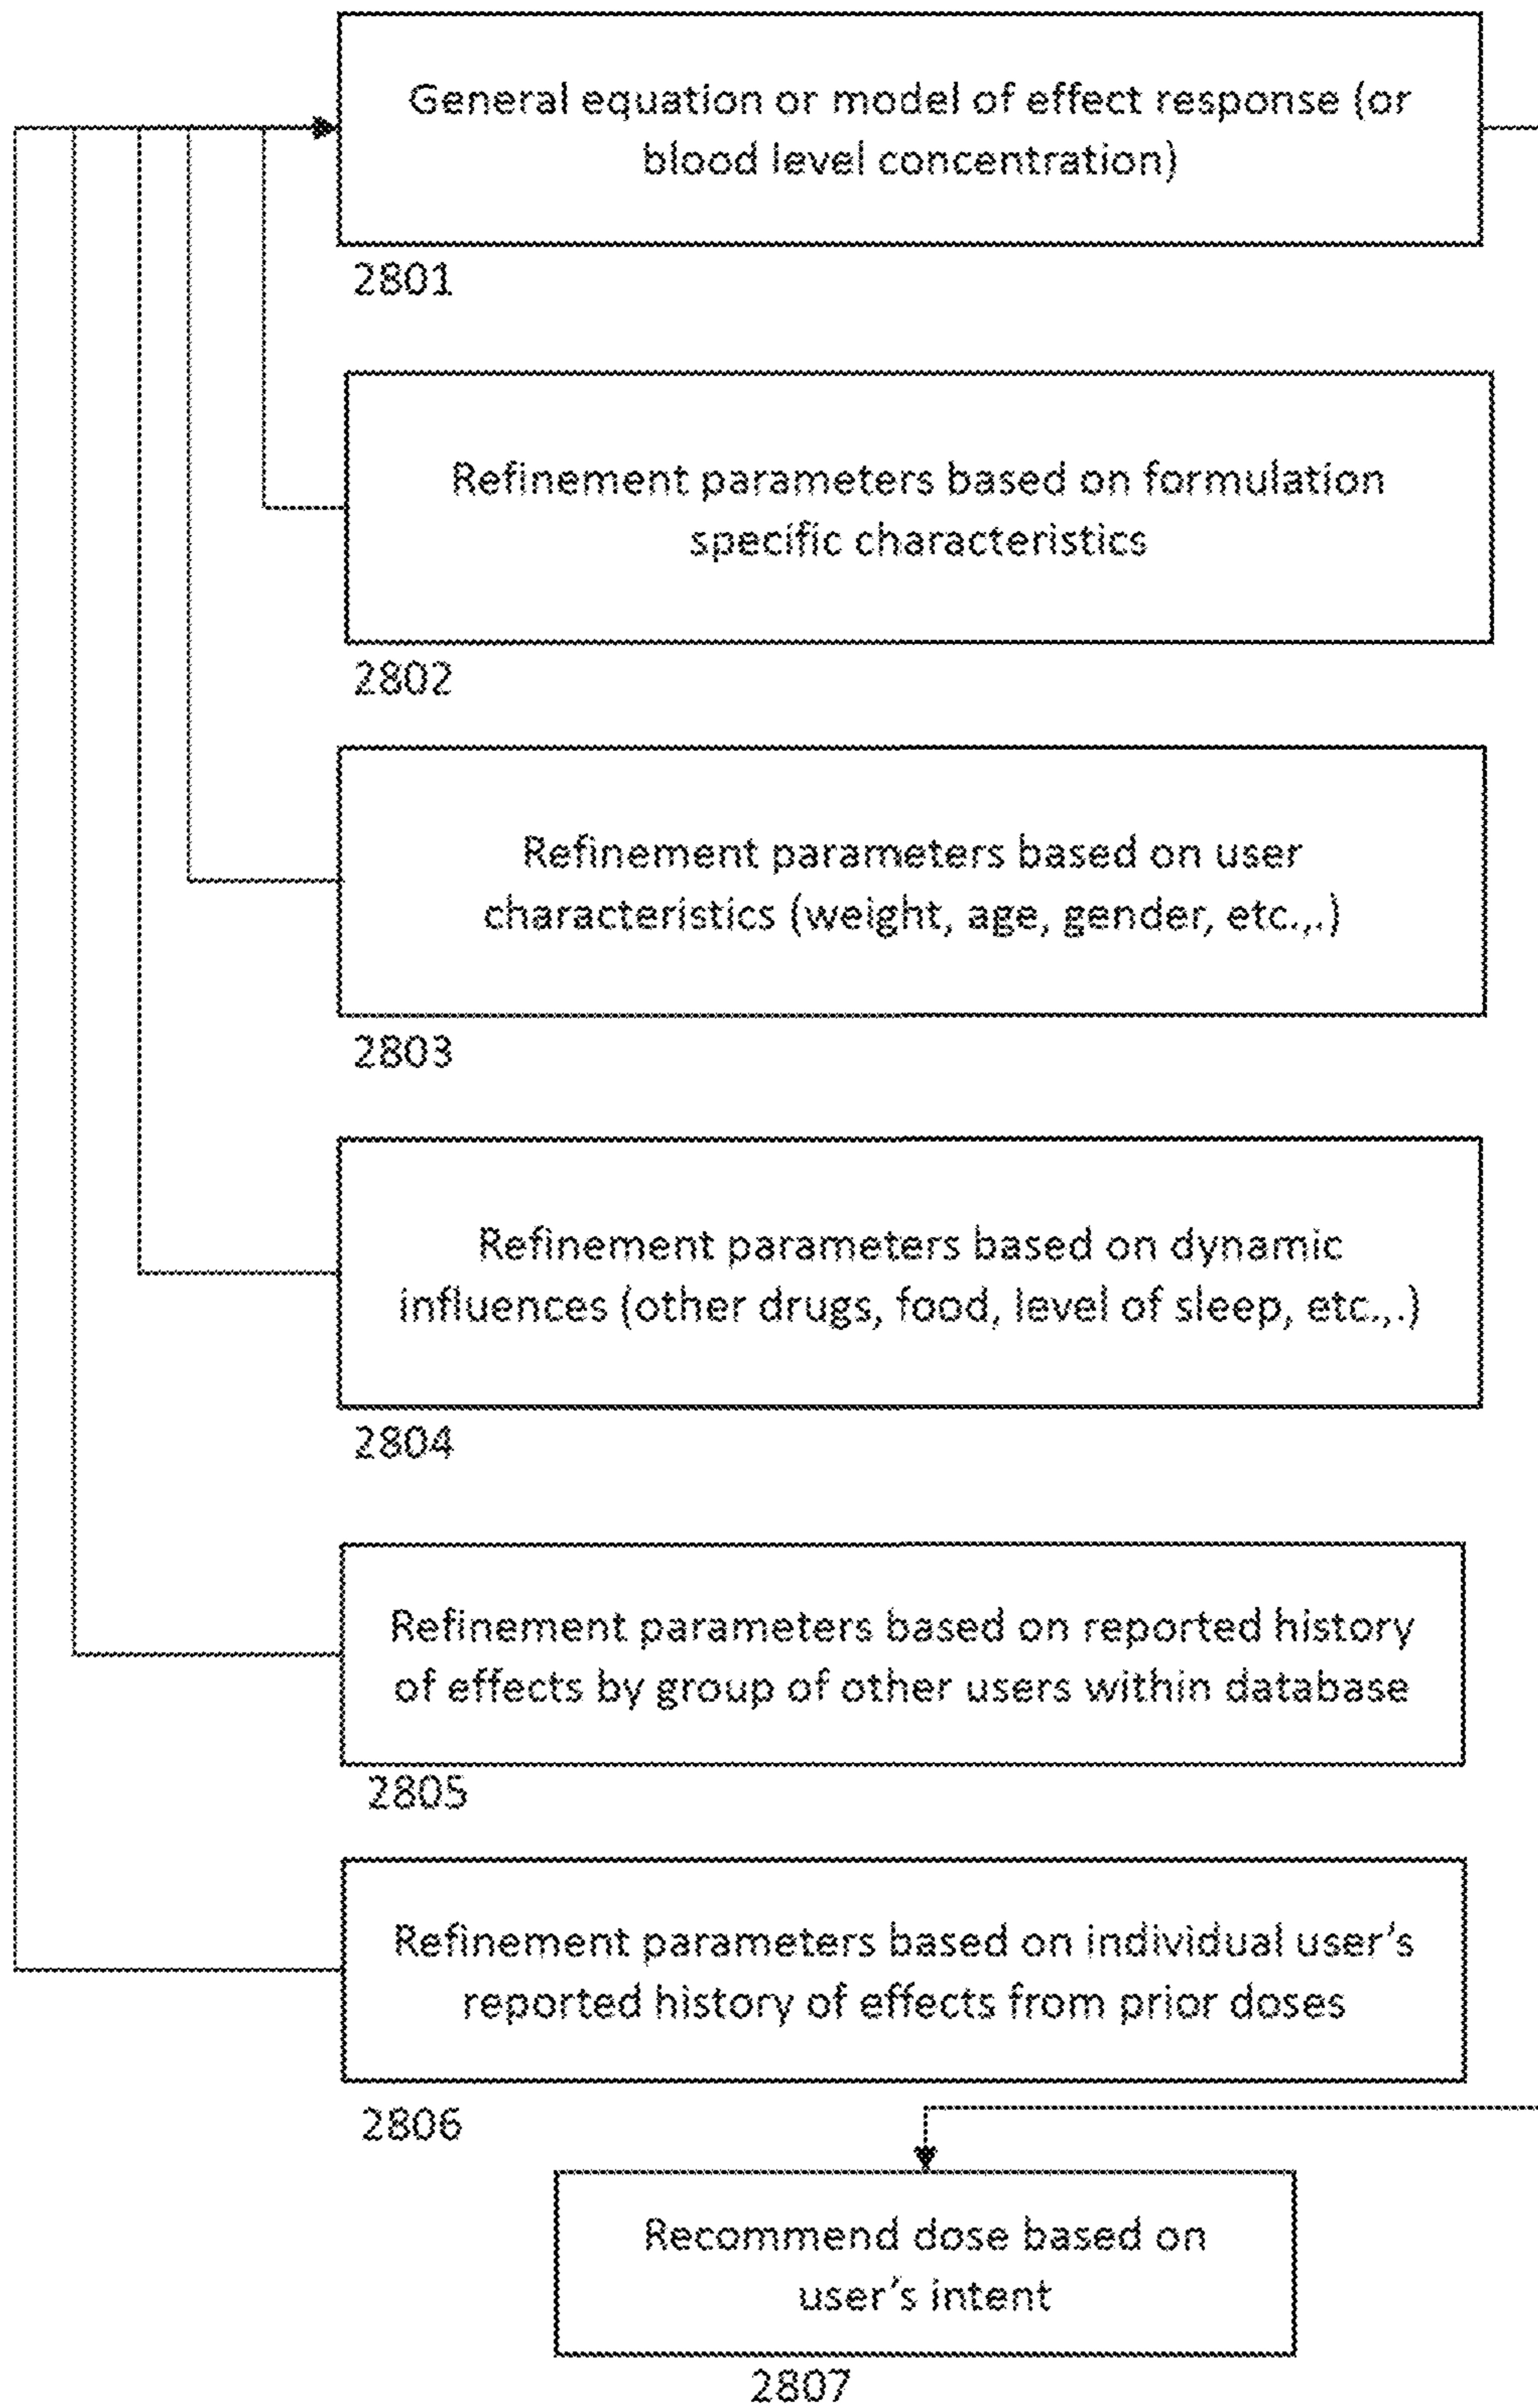 General equation or model of effect response (or
blood level concentration)
2801
Refinement parameters based on formulation
specific characteristics
2802
Refinement parameters based on user
characteristics (weight, age, gender, etc.,.)
2803
Refinement parameters based on dynamic
influences (other drugs, food, level of sleep, etc.,.)
2804
Refinement parameters based on reported history
of effects by group of other users within database
2805
Refinement parameters based on individual user's
reported history of effects from prior doses
2806
Recommend dose based on
user's intent
2807